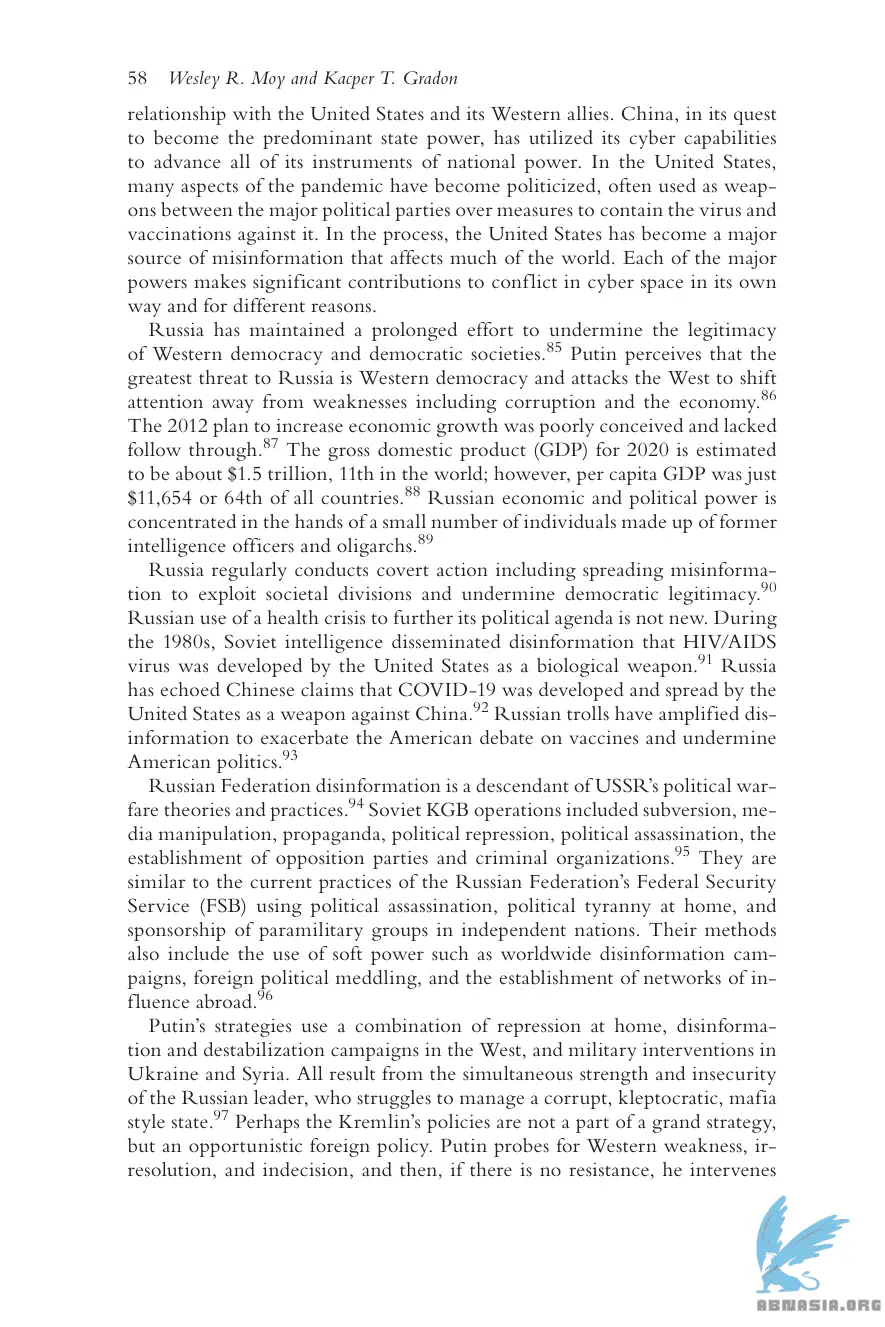 58 Wesley R. Moy and Kacper T. Gradon
relationship with the United States and its Western allies. China, in its quest
to become the predominant state power, has utilized its cyber capabilities
to advance all of its instruments of national power. In the United States,
many aspects of the pandemic have become politicized, often used as weap-
ons between the major political parties over measures to contain the virus and
vaccinations against it. In the process, the United States has become a major
source of misinformation that affects much of the world. Each of the major
powers makes significant contributions to conflict in cyber space in its own
way and for different reasons.
Russia has maintained a prolonged effort to undermine the legitimacy
of Western democracy and democratic societies.85 Putin perceives that the
greatest threat to Russia is Western democracy and attacks the West to shift
attention away from weaknesses including corruption and the economy.86
The 2012 plan to increase economic growth was poorly conceived and lacked
follow through.87 The gross domestic product (GDP) for 2020 is estimated
to be about $1.5 trillion, 11th in the world; however, per capita GDP was just
$11,654 or 64th of all countries.88 Russian economic and political power is
concentrated in the hands of a small number of individuals made up of former
intelligence officers and oligarchs.89
Russia regularly conducts covert action including spreading misinforma-
tion to exploit societal divisions and undermine democratic legitimacy.90
Russian use of a health crisis to further its political agenda is not new. During
the 1980s, Soviet intelligence disseminated disinformation that HIV/AIDS
virus was developed by the United States as a biological weapon.91 Russia
has echoed Chinese claims that COVID-19 was developed and spread by the
United States as a weapon against China.92 Russian trolls have amplified dis-
information to exacerbate the American debate on vaccines and undermine
American politics.93
Russian Federation disinformation is a descendant of USSR's political war-
fare theories and practices.94 Soviet KGB operations included subversion, me-
dia manipulation, propaganda, political repression, political assassination, the
establishment of opposition parties and criminal organizations.95 They are
similar to the current practices of the Russian Federation's Federal Security
Service (FSB) using political assassination, political tyranny at home, and
sponsorship of paramilitary groups in independent nations. Their methods
also include the use of soft power such as worldwide disinformation cam-
paigns, foreign political meddling, and the establishment of networks of in-
fluence abroad.96
Putin's strategies use a combination of repression at home, disinforma-
tion and destabilization campaigns in the West, and military interventions in
Ukraine and Syria. All result from the simultaneous strength and insecurity
of the Russian leader, who struggles to manage a corrupt, kleptocratic, mafia
style state.97 Perhaps the Kremlin's policies are not a part of a grand strategy,
but an opportunistic foreign policy. Putin probes for Western weakness, ir-
resolution, and indecision, and then, if there is no resistance, he intervenes
ABNASIA.ORG